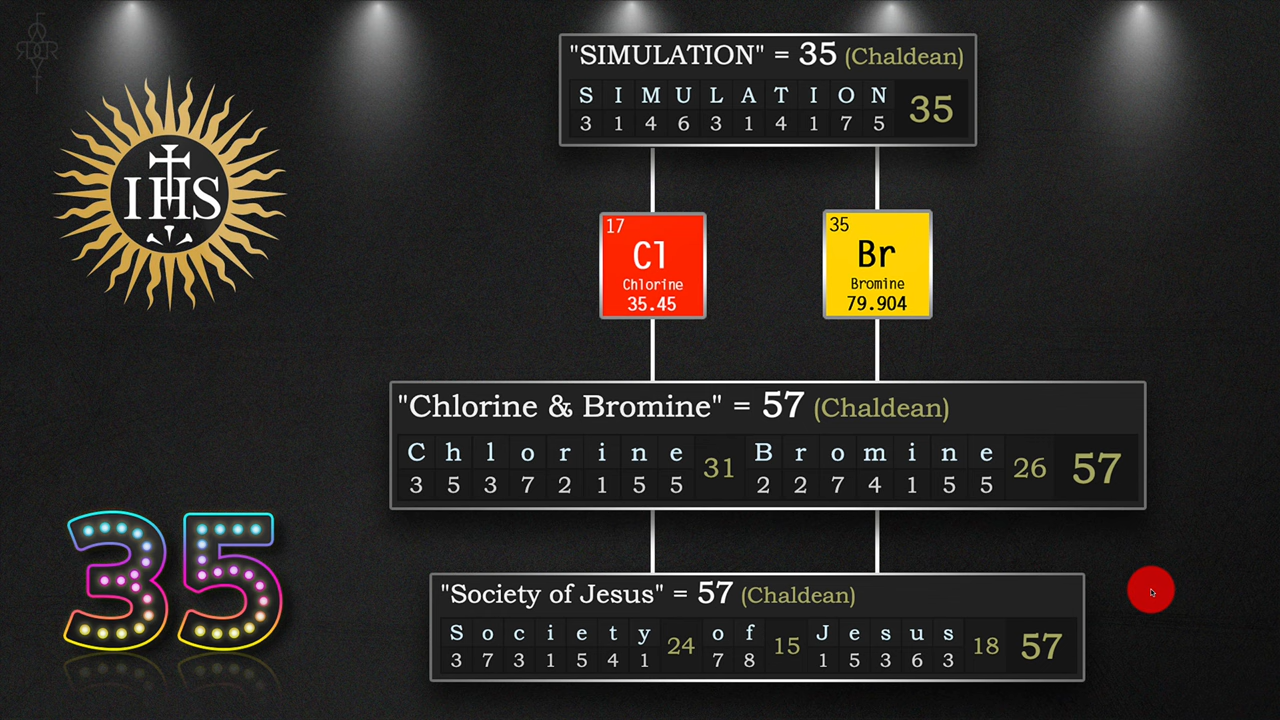 "SIMULATION" = 35 (Chaldean)
S I M U L A T I O N 35
3 1 4 6 3 1 4 1 7 5
IHS
17
Cl
Chlorine
35.45
35
Br
Bromine
79.904
"Chlorine & Bromine" = 57 (Chaldean)
C h l o r i n e 31 B r o m i n e 26 57
3 5 3 7 2 1 5 5 2 2 7 4 1 5 5
35
"Society of Jesus" = 57 (Chaldean)
S o c i e t y 24 o f 15 J e s u s 18 57
3 7 3 1 5 4 1 7 8 1 5 3 6 3